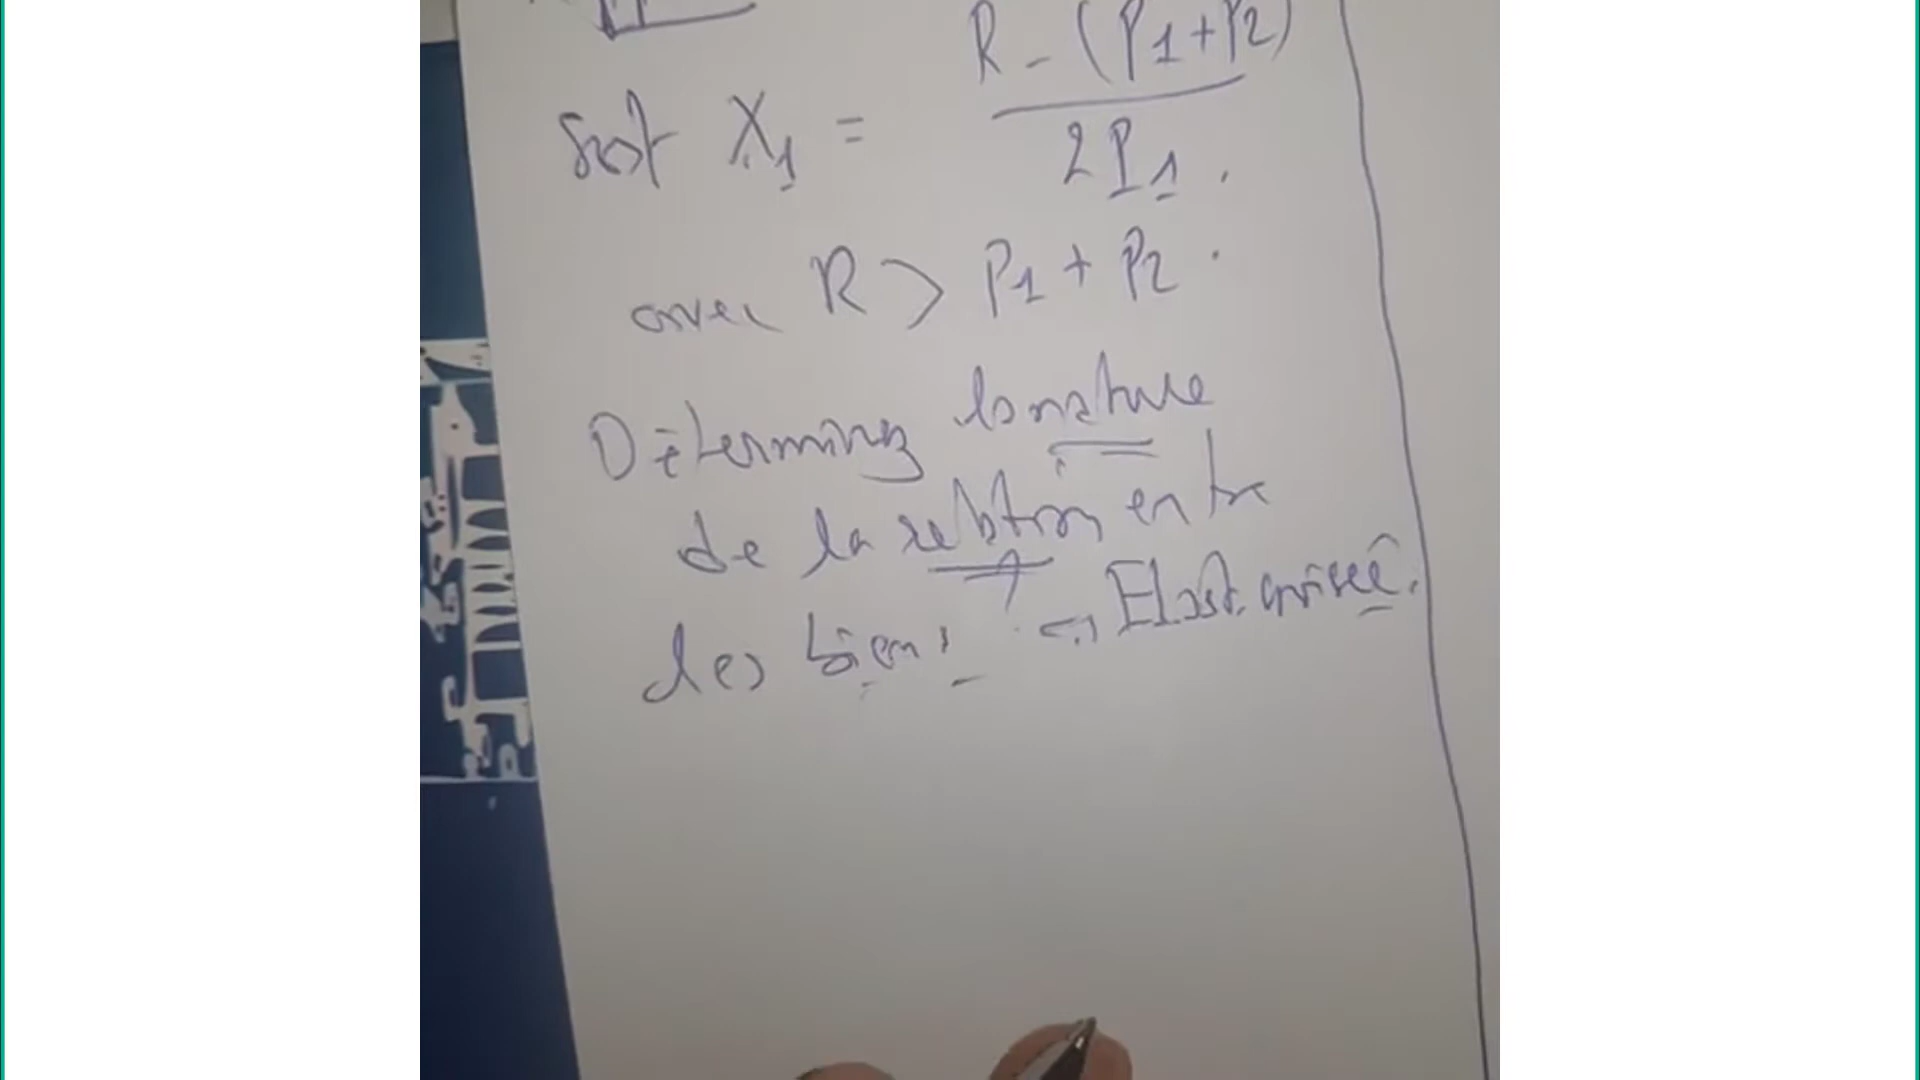 Soit X1 = R - (P1+P2) / 2P1.
avec R > P1 + P2.
Déterminez la nature
de la relation entre
des biens ↔ Elast. croisée.